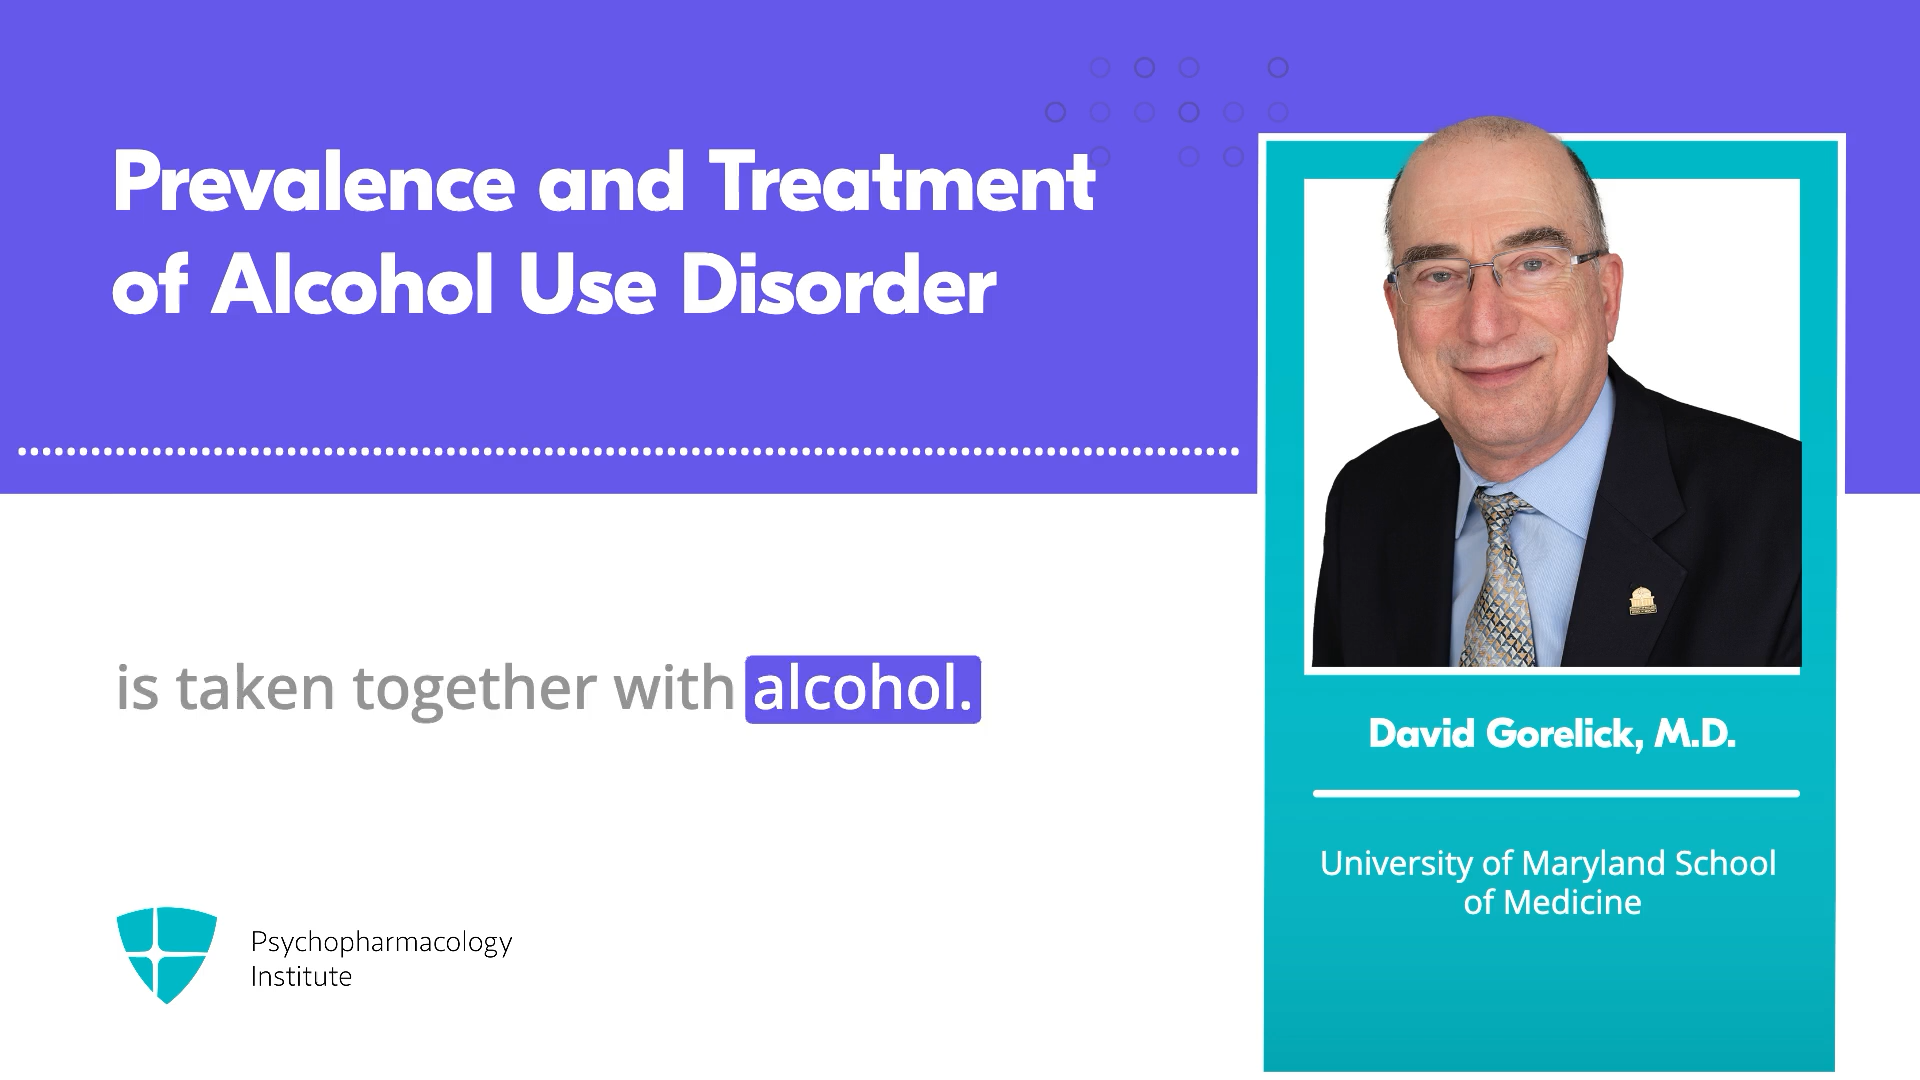 Prevalence and Treatment
of Alcohol Use Disorder
is taken together with alcohol.
David Gorelick, M.D.
University of Maryland School
of Medicine
Psychopharmacology
Institute